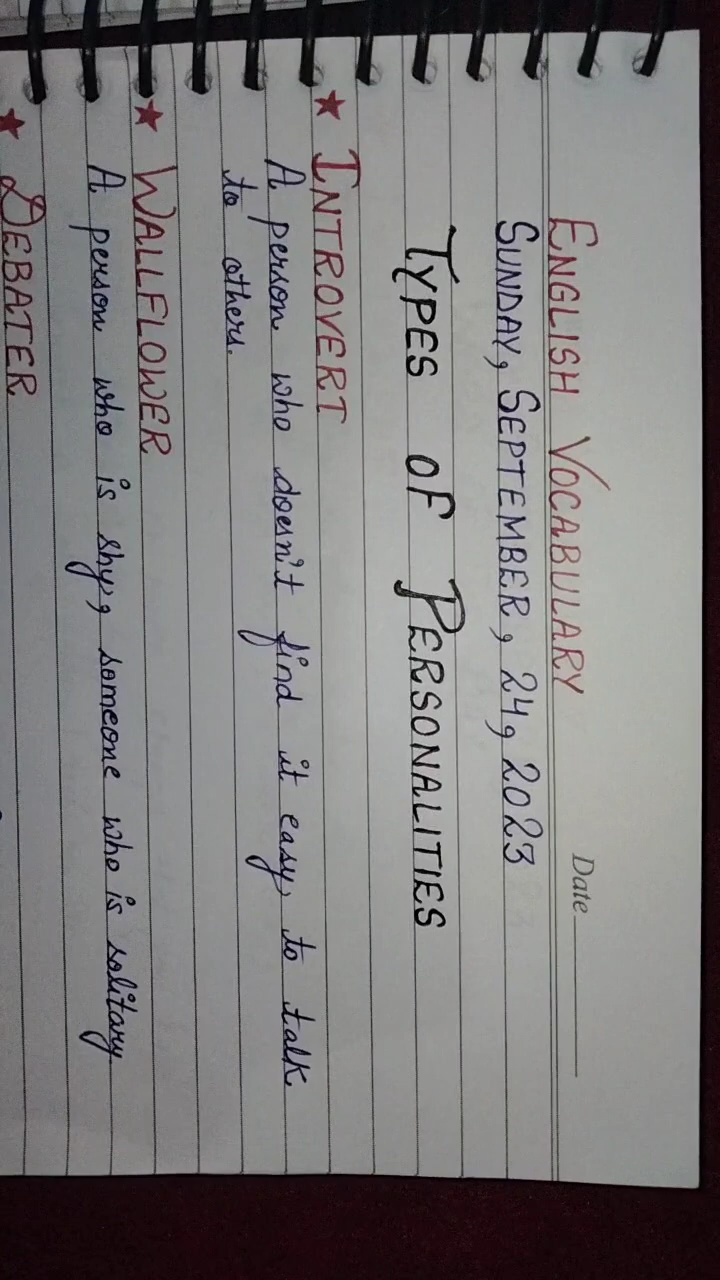 Date
ENGLISH VOCABULARY
SUNDAY, SEPTEMBER, 24, 2023
TYPES OF PERSONALITIES
★ INTROVERT
A person who doesn't find it easy, to talk
to others.
★ WALLFLOWER
A person who is shy, someone who is solitary
★ DEBATER